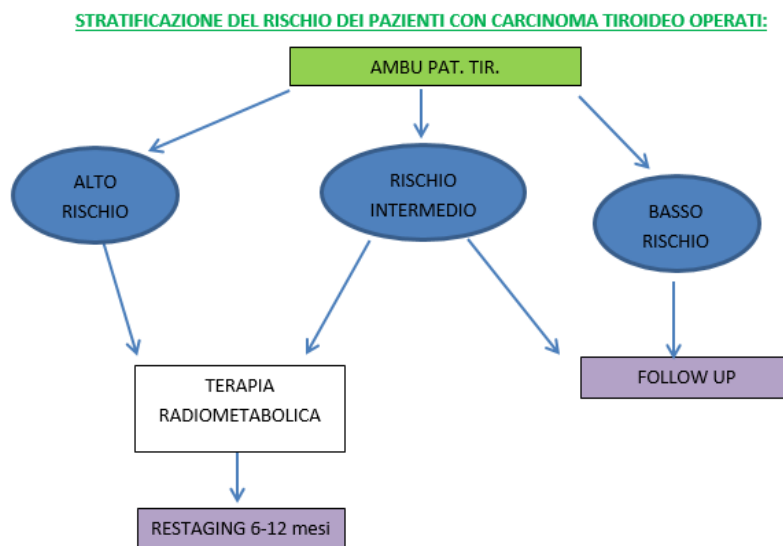 STRATIFICAZIONE DEL RISCHIO DEI PAZIENTI CON CARCINOMA TIROIDEO OPERATI:
AMBU PAT. TIR.
ALTO
RISCHIO
RISCHIO
INTERMEDIO
BASSO
RISCHIO
TERAPIA
RADIOMETABOLICA
FOLLOW UP
RESTAGING 6-12 mesi